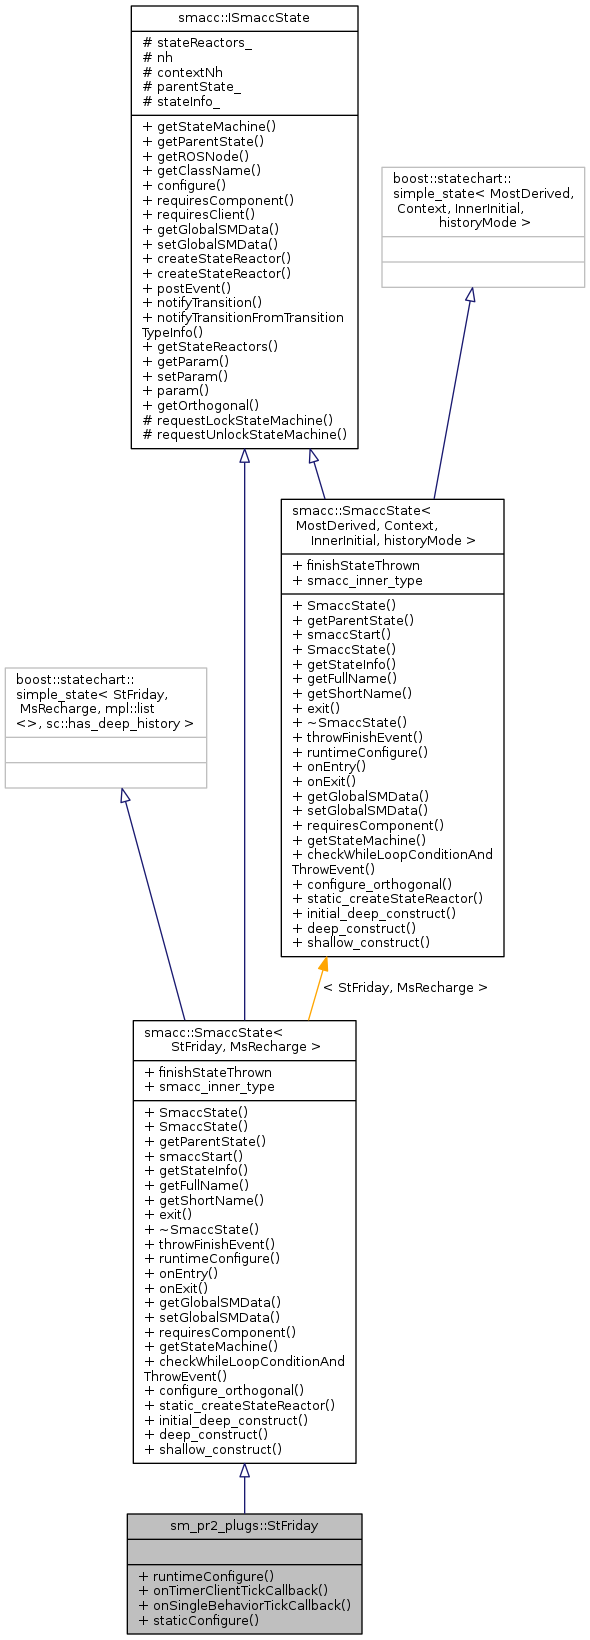 smacc::ISmaccState
# stateReactors_
# nh
# contextNh
# parentState_
# stateInfo_
+ getStateMachine()
+ getParentState()
+ getROSNode()
+ getClassName()
+ configure()
+ requiresComponent()
+ requiresClient()
+ getGlobalSMData()
+ setGlobalSMData()
+ createStateReactor()
+ createStateReactor()
+ postEvent()
+ notifyTransition()
+ notifyTransitionFromTransition
TypeInfo()
+ getStateReactors()
+ getParam()
+ setParam()
+ param()
+ getOrthogonal()
# requestLockStateMachine()
# requestUnlockStateMachine()
boost::statechart::
simple_state< MostDerived,
Context, InnerInitial,
historyMode >
smacc::SmaccState<
MostDerived, Context,
InnerInitial, historyMode >
+ finishStateThrown
+ smacc_inner_type
+ SmaccState()
+ getParentState()
+ smaccStart()
+ SmaccState()
+ getStateInfo()
+ getFullName()
+ getShortName()
+ exit()
+ ~SmaccState()
+ throwFinishEvent()
+ runtimeConfigure()
+ onEntry()
+ onExit()
+ getGlobalSMData()
+ setGlobalSMData()
+ requiresComponent()
+ getStateMachine()
+ checkWhileLoopConditionAnd
ThrowEvent()
+ configure_orthogonal()
+ static_createStateReactor()
+ initial_deep_construct()
+ deep_construct()
+ shallow_construct()
boost::statechart::
simple_state< StFriday,
MsRecharge, mpl::list
<>, sc::has_deep_history >
< StFriday, MsRecharge >
smacc::SmaccState<
StFriday, MsRecharge >
+ finishStateThrown
+ smacc_inner_type
+ SmaccState()
+ SmaccState()
+ getParentState()
+ smaccStart()
+ getStateInfo()
+ getFullName()
+ getShortName()
+ exit()
+ ~SmaccState()
+ throwFinishEvent()
+ runtimeConfigure()
+ onEntry()
+ onExit()
+ getGlobalSMData()
+ setGlobalSMData()
+ requiresComponent()
+ getStateMachine()
+ checkWhileLoopConditionAnd
ThrowEvent()
+ configure_orthogonal()
+ static_createStateReactor()
+ initial_deep_construct()
+ deep_construct()
+ shallow_construct()
sm_pr2_plugs::StFriday
+ runtimeConfigure()
+ onTimerClientTickCallback()
+ onSingleBehaviorTickCallback()
+ staticConfigure()